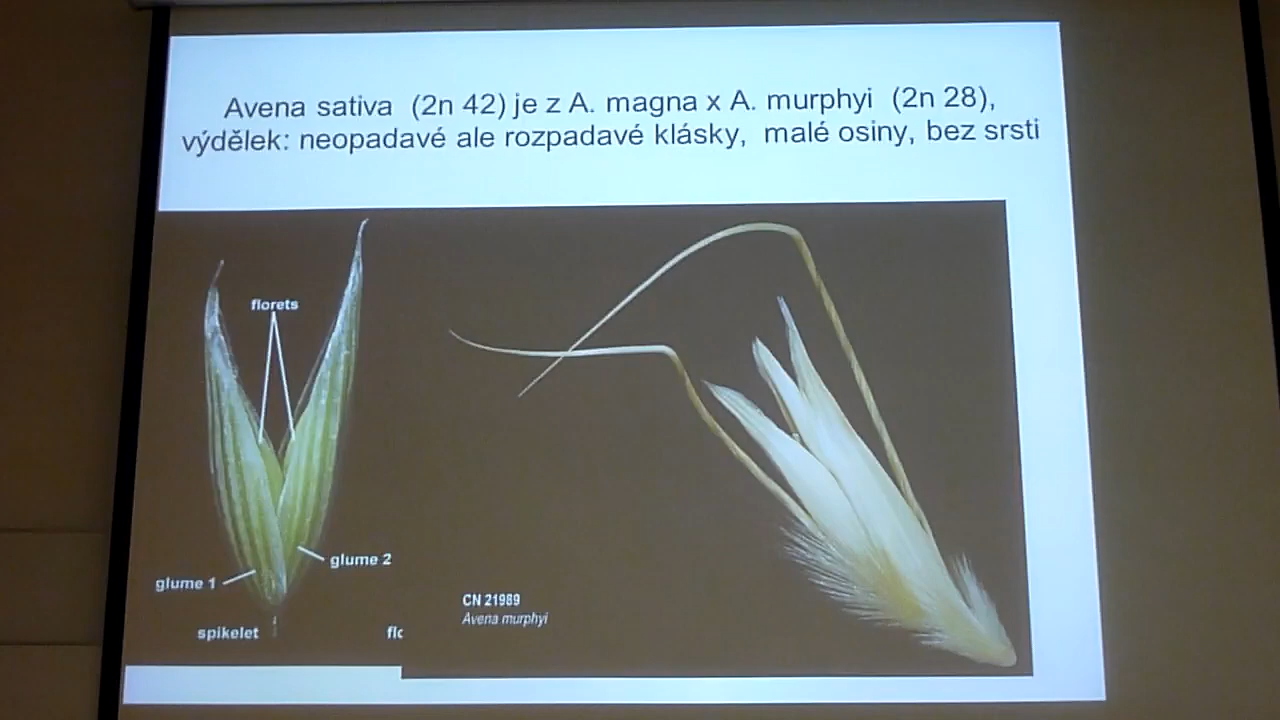 Avena sativa (2n 42) je z A. magna x A. murphyi (2n 28),
výdělek: neopadavé ale rozpadavé klásky, malé osiny, bez srsti
florets
glume 1
glume 2
spikelet
flc
CN 21989
Avena murphyi